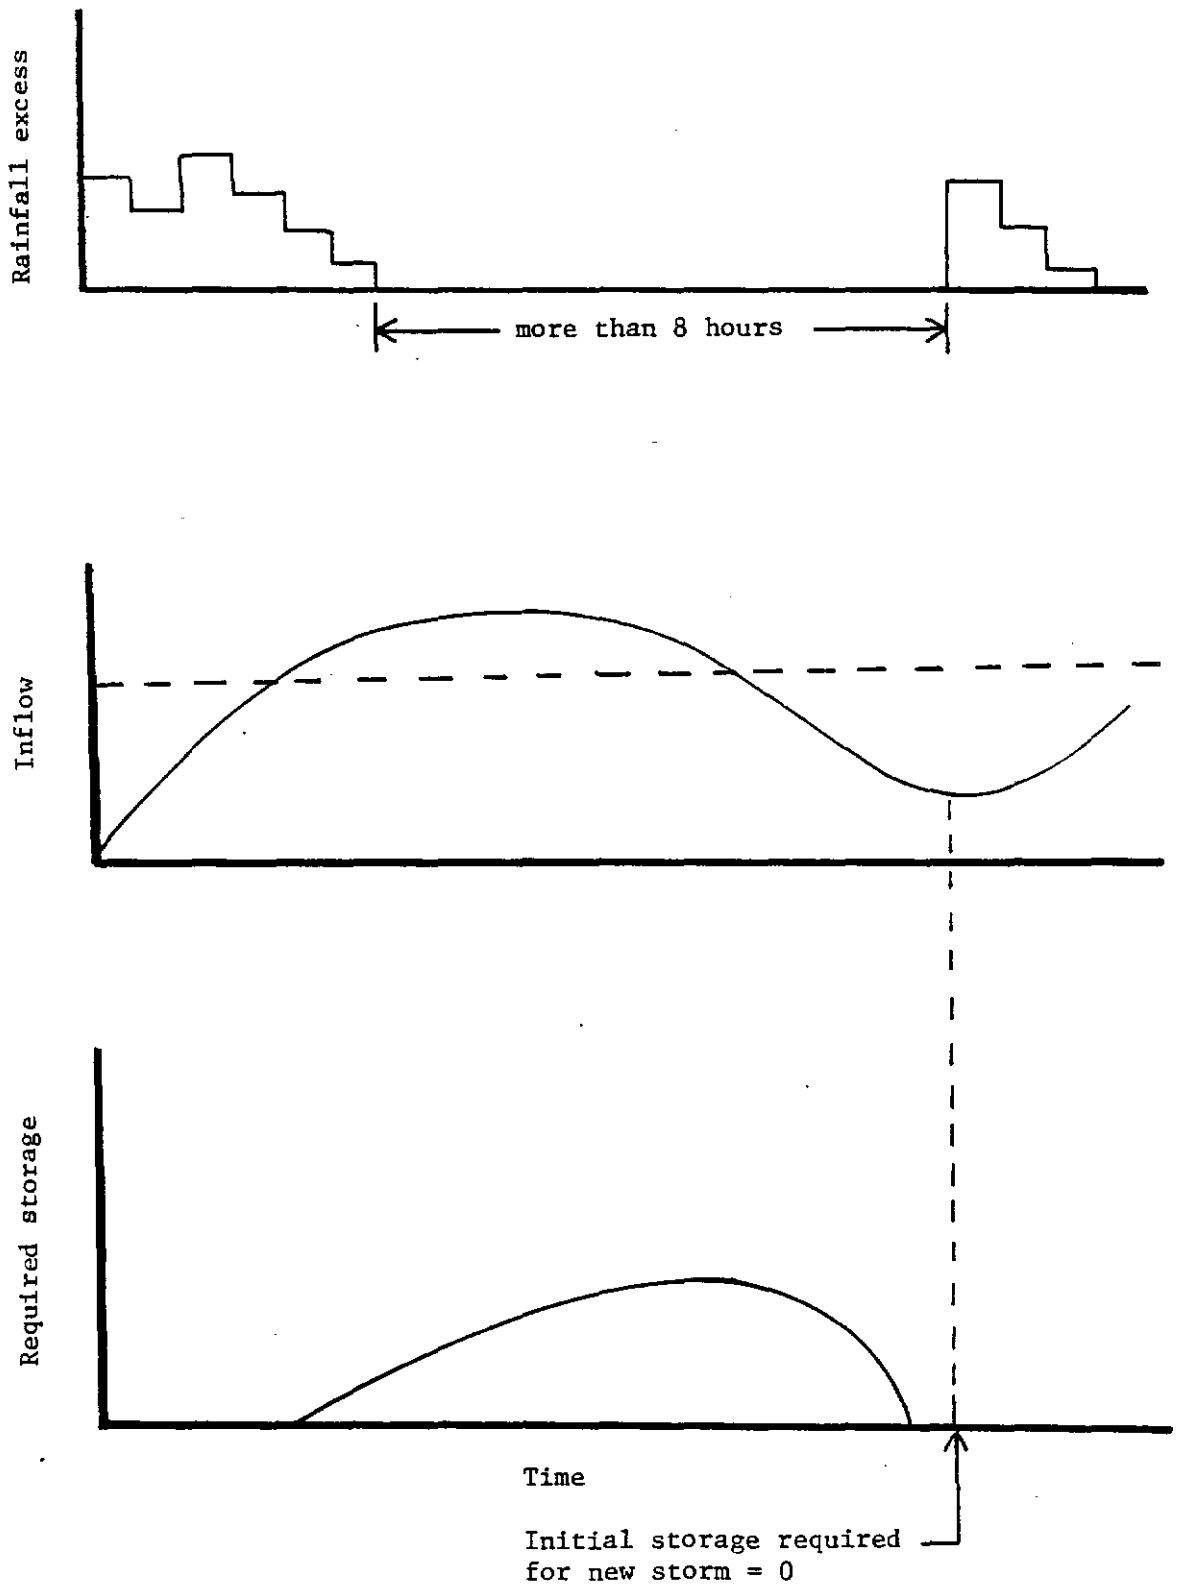 Rainfall excess
more than 8 hours
Inflow
Required storage
Time
Initial storage required
for new storm = 0